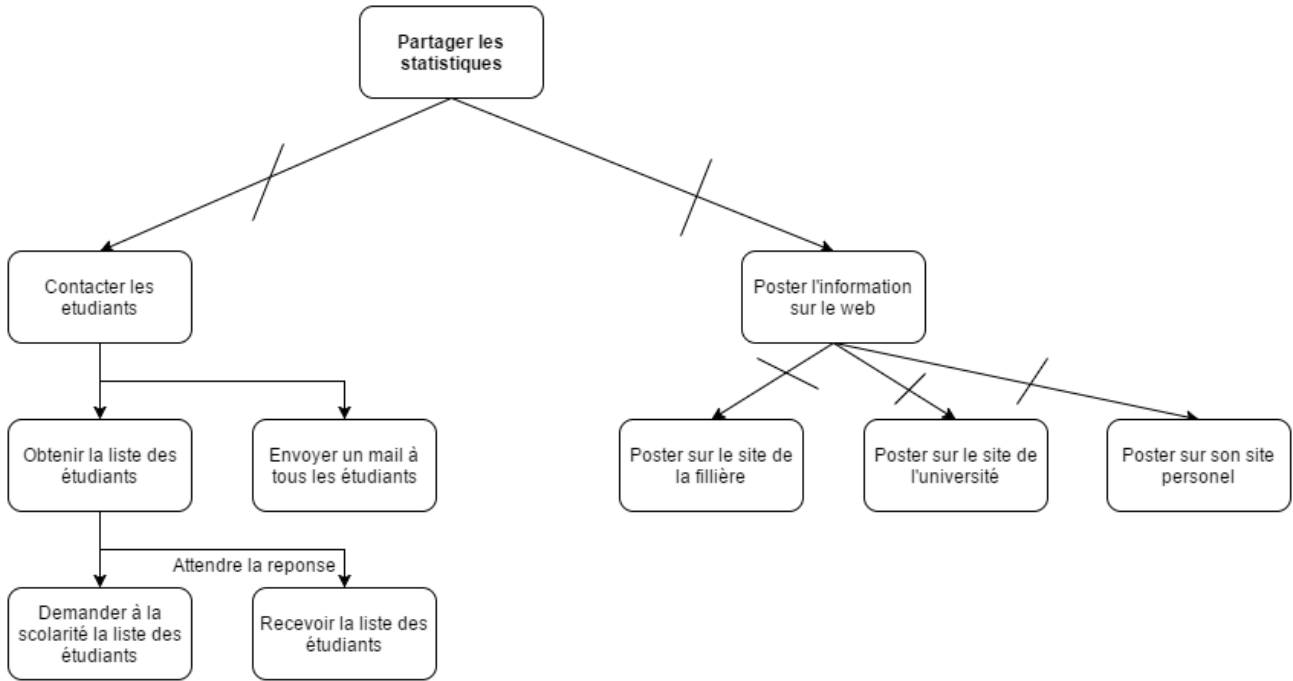 Partager les
statistiques
Contacter les
etudiants
Poster l'information
sur le web
Obtenir la liste des
étudiants
Envoyer un mail à
tous les étudiants
Poster sur le site de
la fillière
Poster sur le site de
l'université
Poster sur son site
personel
Attendre la reponse
Demander à la
scolarité la liste des
étudiants
Recevoir la liste des
étudiants